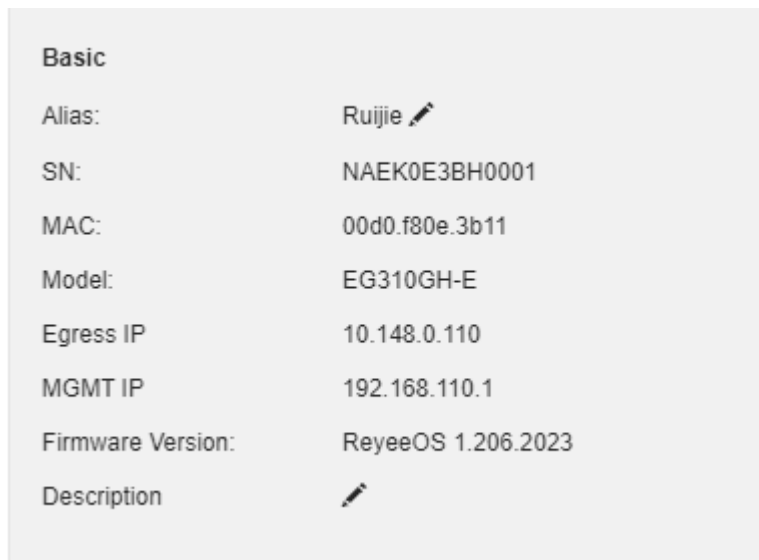 Basic
Alias: Ruijie
SN: NAEK0E3BH0001
MAC: 00d0.f80e.3b11
Model: EG310GH-E
Egress IP 10.148.0.110
MGMT IP 192.168.110.1
Firmware Version: ReyeeOS 1.206.2023
Description